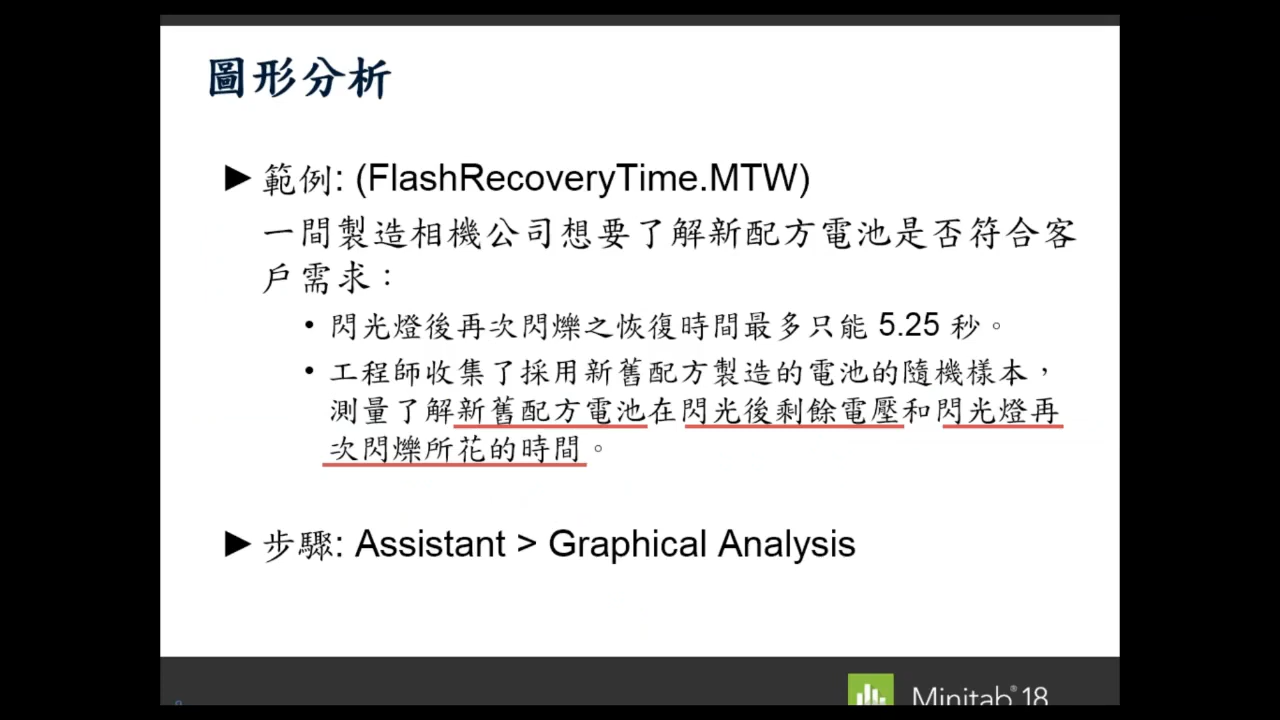 圖形分析
►範例: (FlashRecoveryTime.MTW)
一間製造相機公司想要了解新配方電池是否符合客
戶需求：
• 閃光燈後再次閃爍之恢復時間最多只能 5.25 秒。
• 工程師收集了採用新舊配方製造的電池的隨機樣本，
測量了解新舊配方電池在閃光後剩餘電壓和閃光燈再
次閃爍所花的時間。
►步驟: Assistant > Graphical Analysis
Minitab® 18